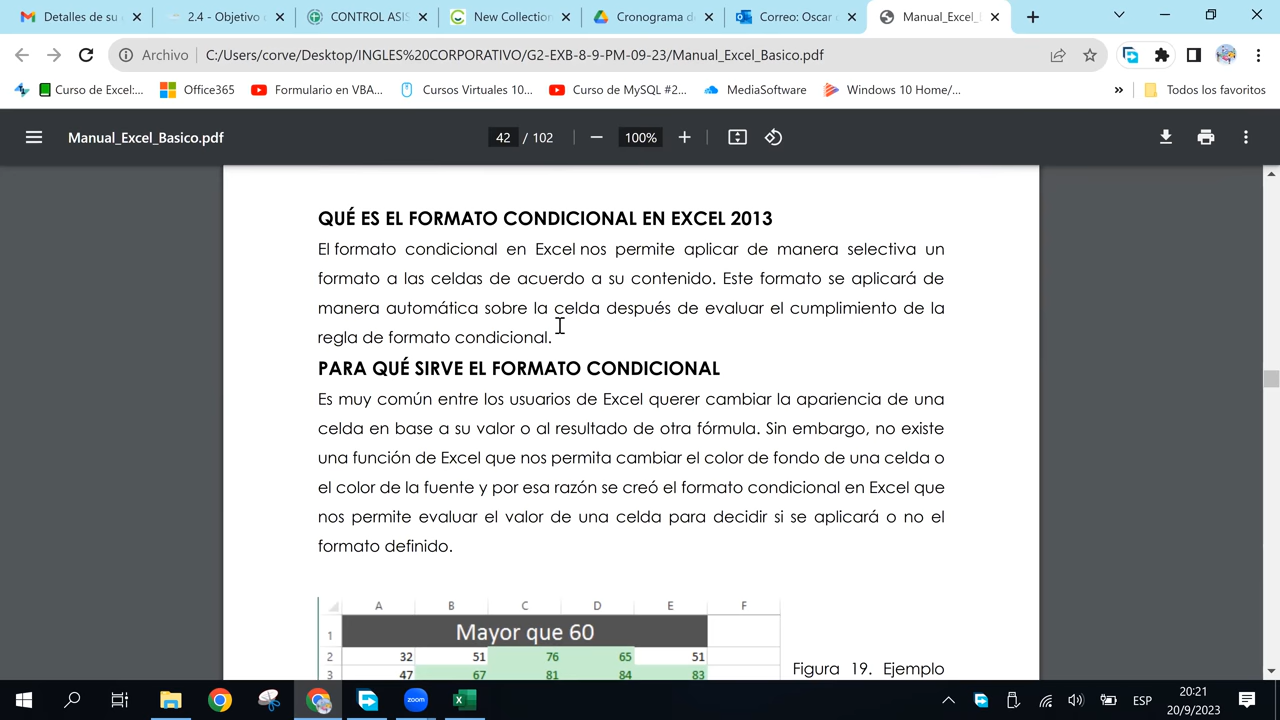 Detalles de su
2.4 - Objetivo
CONTROL ASIS
New Collection
Cronograma d
Correo: Oscar
Manual_Excel_
Archivo
C:/Users/corve/Desktop/INGLES%20CORPORATIVO/G2-EXB-8-9-PM-09-23/Manual_Excel_Basico.pdf
Curso de Excel:...
Office365
Formulario en VBA...
Cursos Virtuales 10...
Curso de MySQL #2...
MediaSoftware
Windows 10 Home/...
»
Todos los favoritos
Manual_Excel_Basico.pdf
42 / 102
100%
QUÉ ES EL FORMATO CONDICIONAL EN EXCEL 2013
El formato condicional en Excel nos permite aplicar de manera selectiva un
formato a las celdas de acuerdo a su contenido. Este formato se aplicará de
manera automática sobre la celda después de evaluar el cumplimiento de la
regla de formato condicional.
PARA QUÉ SIRVE EL FORMATO CONDICIONAL
Es muy común entre los usuarios de Excel querer cambiar la apariencia de una
celda en base a su valor o al resultado de otra fórmula. Sin embargo, no existe
una función de Excel que nos permita cambiar el color de fondo de una celda o
el color de la fuente y por esa razón se creó el formato condicional en Excel que
nos permite evaluar el valor de una celda para decidir si se aplicará o no el
formato definido.
A B C D E F
1 Mayor que 60
2 32 51 76 65 51
3 47 67 81 84 83
Figura 19. Ejemplo
zoom
ESP
20:21
20/9/2023